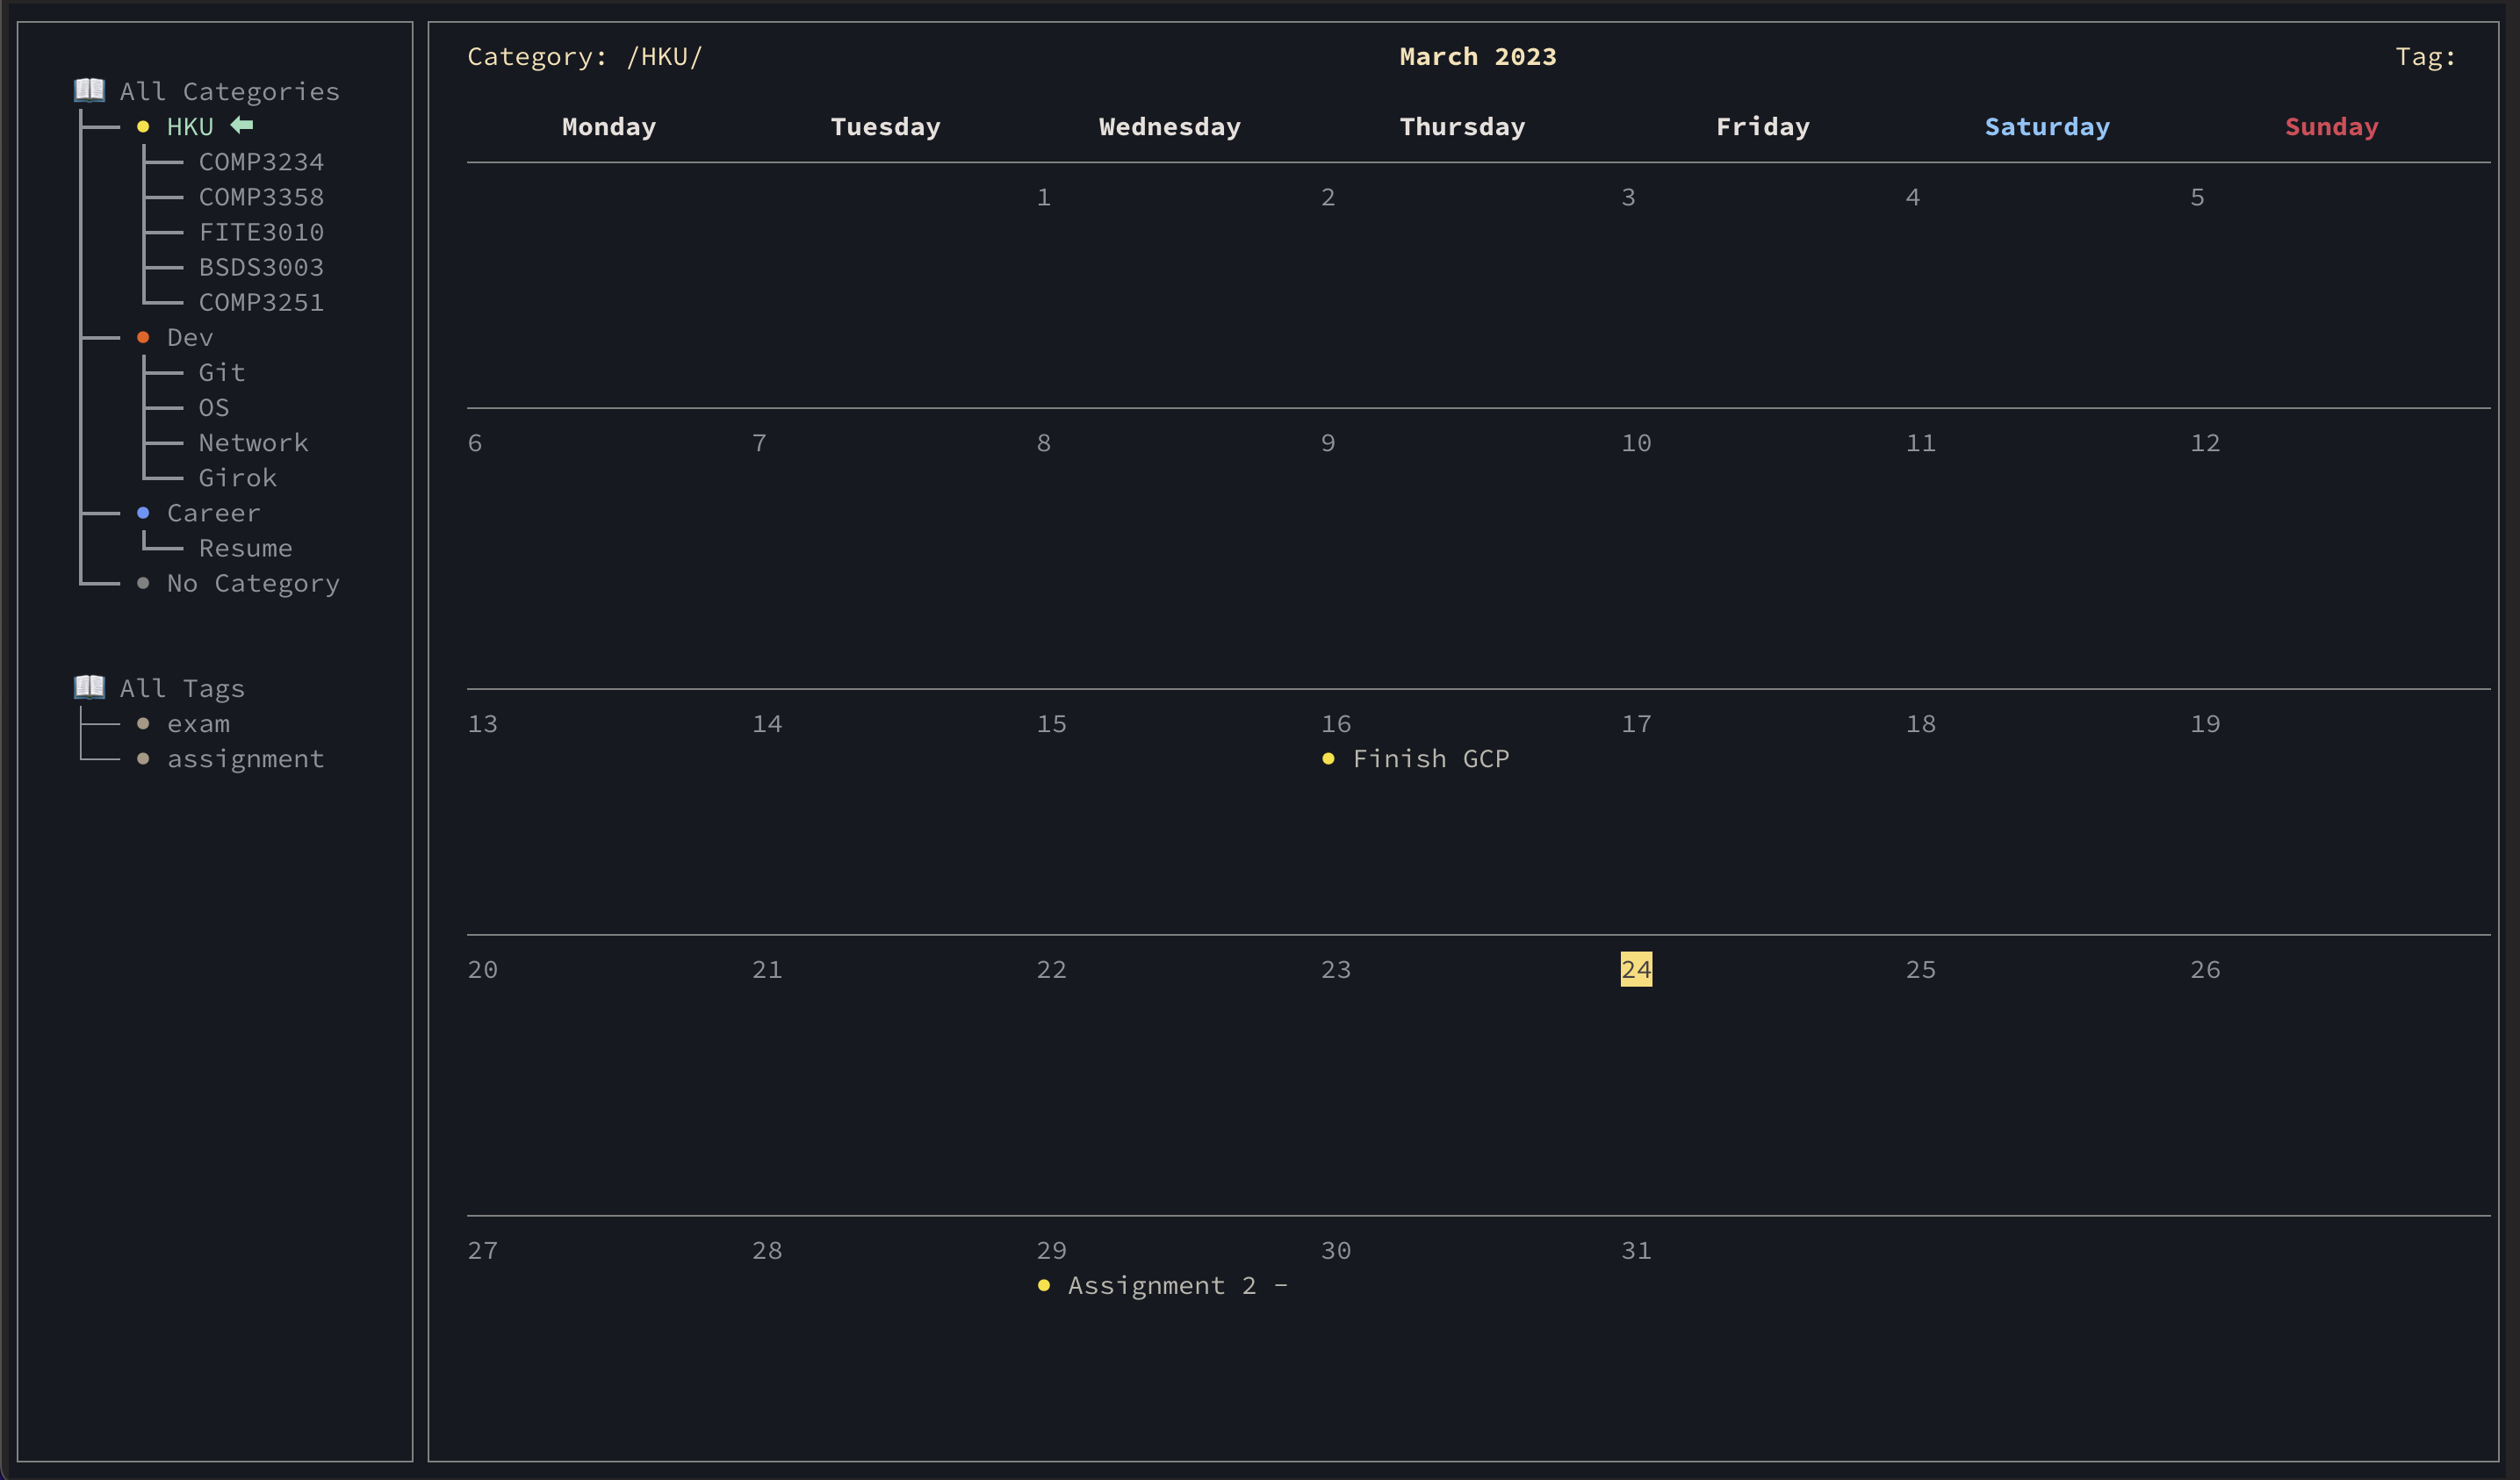 All Categories
HKU
COMP3234
COMP3358
FITE3010
BSDS3003
COMP3251
Dev
Git
OS
Network
Girok
Career
Resume
No Category
All Tags
exam
assignment
Category: /HKU/ March 2023 Tag:
Monday Tuesday Wednesday Thursday Friday Saturday Sunday
1 2 3 4 5
6 7 8 9 10 11 12
13 14 15 16 17 18 19
Finish GCP
20 21 22 23 24 25 26
27 28 29 30 31
Assignment 2 -